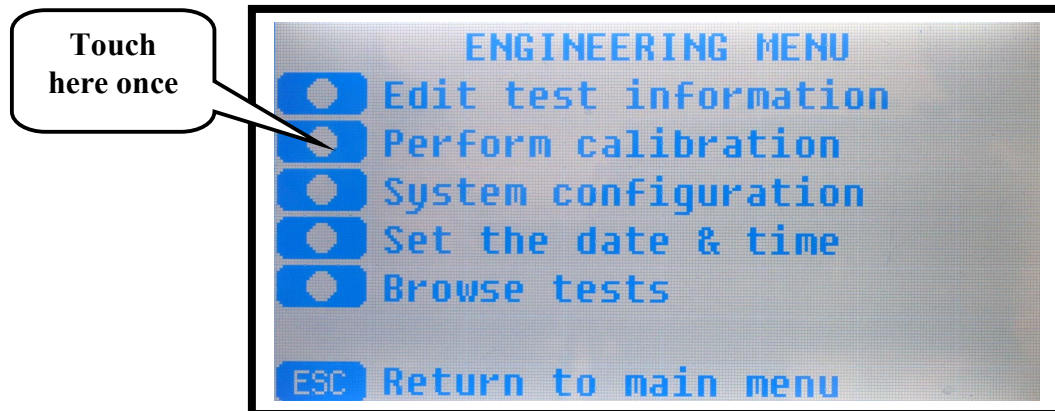 Touch
here once
ENGINEERING MENU
Edit test information
Perform calibration
System configuration
Set the date & time
Browse tests
ESC Return to main menu